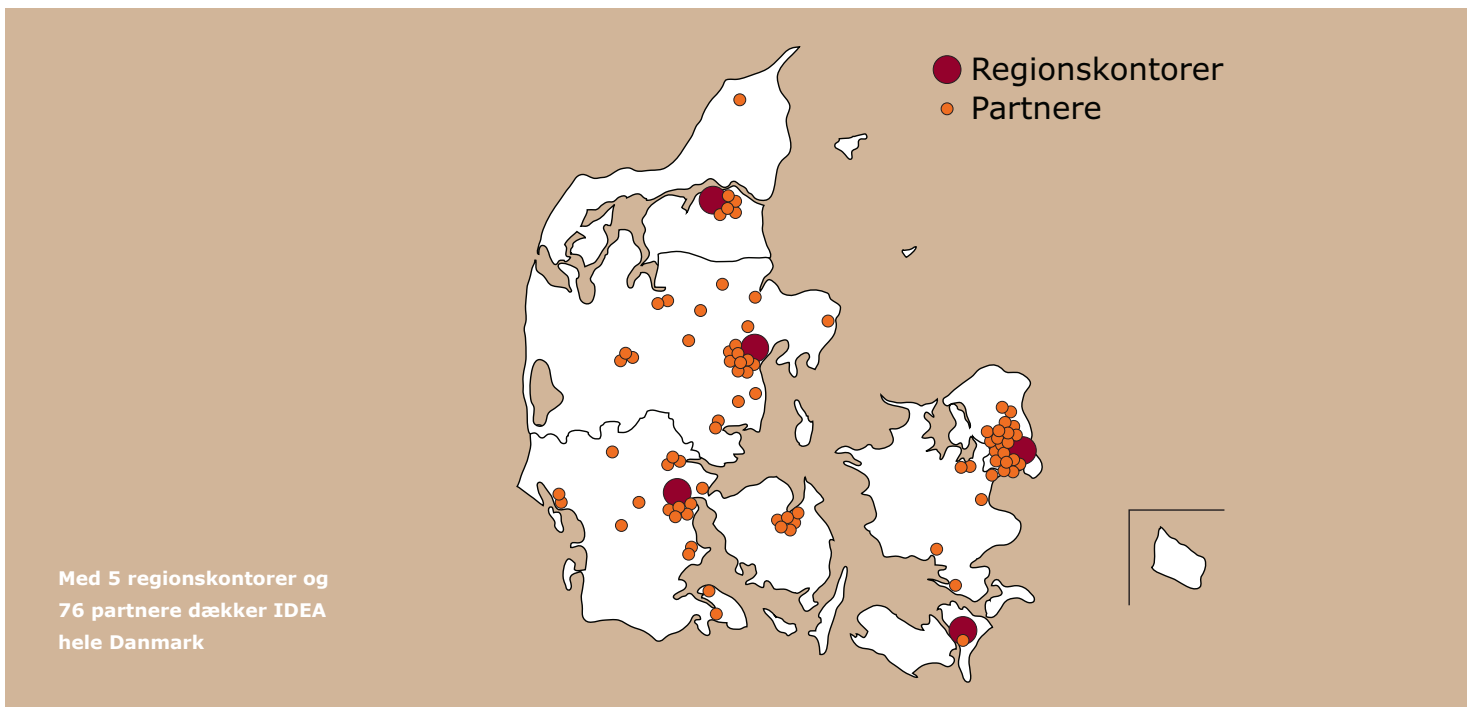 Regionskontorer
Partnere
Med 5 regionskontorer og
76 partnere dækker IDEA
hele Danmark